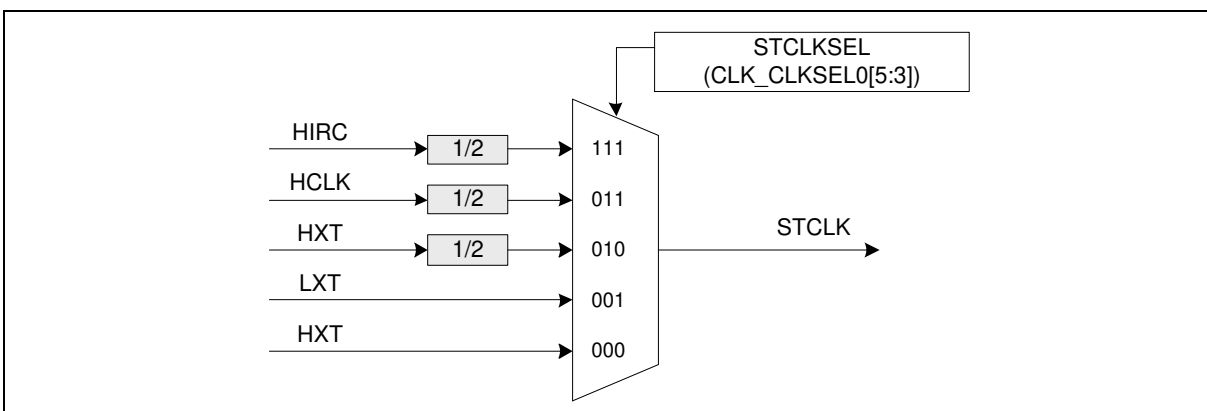 STCLKSEL
(CLK_CLKSEL0[5:3])
HIRC
1/2
111
HCLK
1/2
011
HXT
1/2
010
STCLK
LXT
001
HXT
000